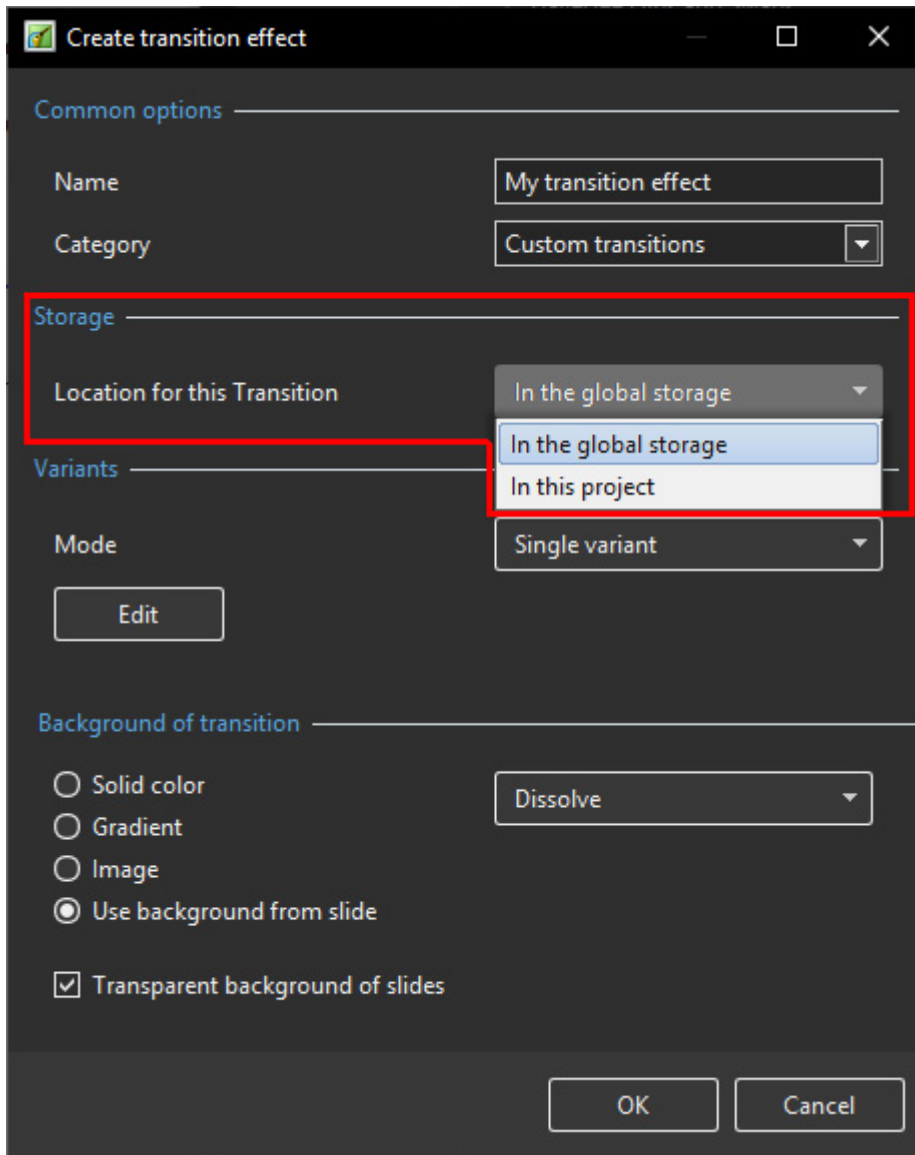 Create transition effect
Common options
Name
My transition effect
Category
Custom transitions
Storage
Location for this Transition
In the global storage
In the global storage
In this project
Variants
Mode
Single variant
Edit
Background of transition
Solid color
Dissolve
Gradient
Image
Use background from slide
Transparent background of slides
OK
Cancel